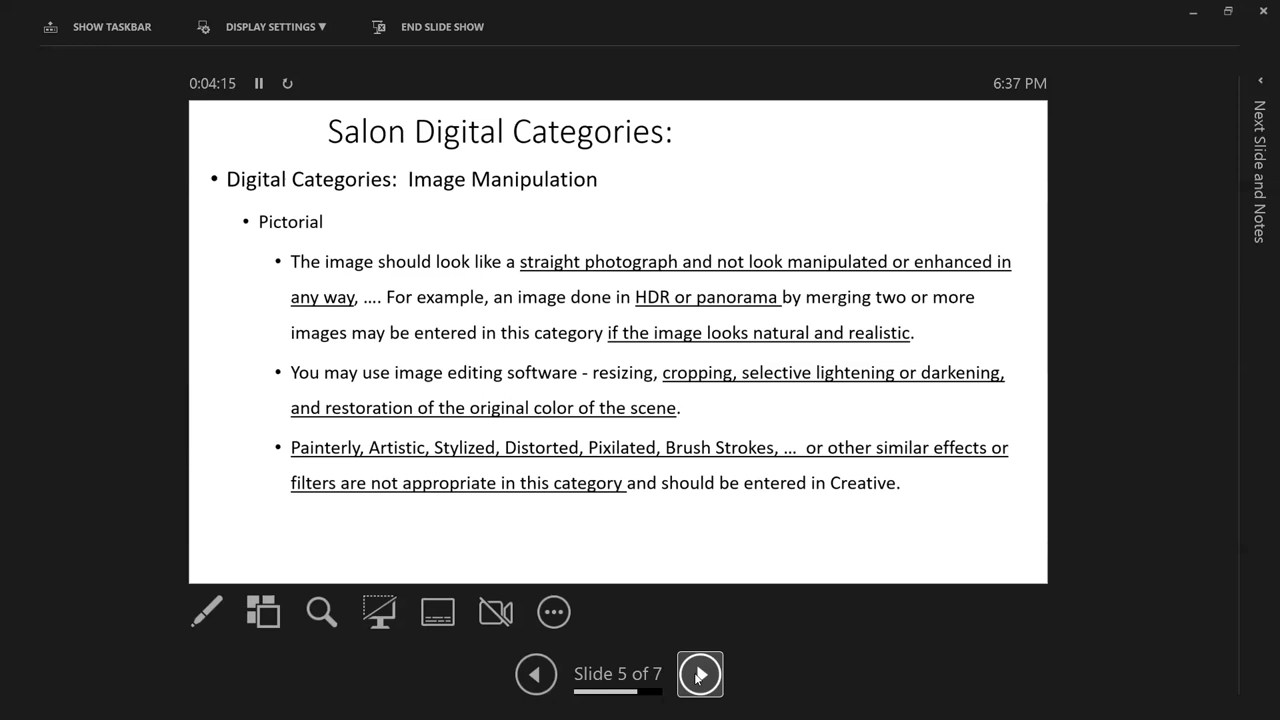 SHOW TASKBAR DISPLAY SETTINGS ▼ END SLIDE SHOW
0:04:15 6:37 PM
Salon Digital Categories:
• Digital Categories: Image Manipulation
• Pictorial
• The image should look like a straight photograph and not look manipulated or enhanced in
any way, …. For example, an image done in HDR or panorama by merging two or more
images may be entered in this category if the image looks natural and realistic.
• You may use image editing software - resizing, cropping, selective lightening or darkening,
and restoration of the original color of the scene.
• Painterly, Artistic, Stylized, Distorted, Pixilated, Brush Strokes, … or other similar effects or
filters are not appropriate in this category and should be entered in Creative.
Slide 5 of 7
Next Slide and Notes